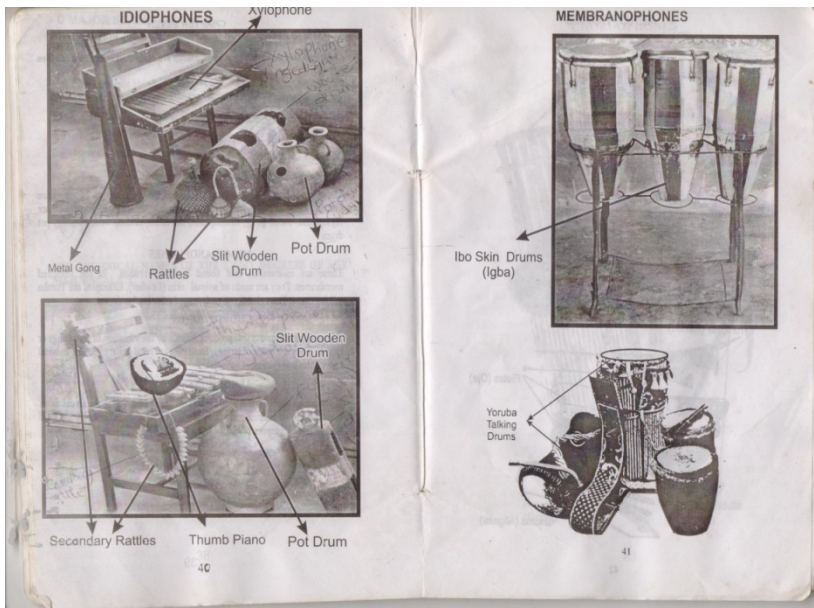 IDIOPHONES
Xylophone
Metal Gong
Rattles
Slit Wooden
Drum
Pot Drum
Slit Wooden
Drum
Secondary Rattles
Thumb Piano
Pot Drum
40
MEMBRANOPHONES
Ibo Skin Drums
(Igba)
Yoruba
Talking
Drums
41